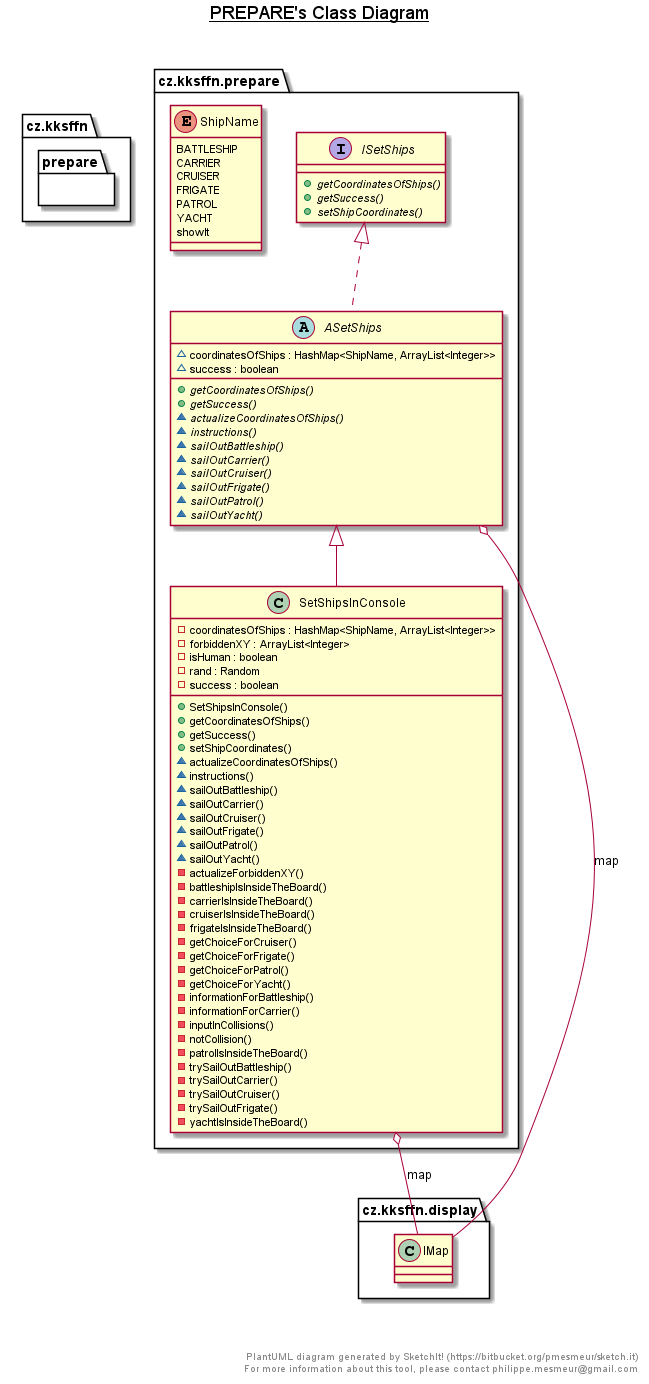 PREPARE's Class Diagram
cz.kksffn
prepare
cz.kksffn.prepare
E ShipName
BATTLESHIP
CARRIER
CRUISER
FRIGATE
PATROL
YACHT
showIt
I ISetShips
getCoordinatesOfShips()
getSuccess()
setShipCoordinates()
A ASetShips
coordinatesOfShips : HashMap<ShipName, ArrayList<Integer>>
success : boolean
getCoordinatesOfShips()
getSuccess()
actualizeCoordinatesOfShips()
instructions()
sailOutBattleship()
sailOutCarrier()
sailOutCruiser()
sailOutFrigate()
sailOutPatrol()
sailOutYacht()
C SetShipsInConsole
coordinatesOfShips : HashMap<ShipName, ArrayList<Integer>>
forbiddenXY : ArrayList<Integer>
isHuman : boolean
rand : Random
success : boolean
SetShipsInConsole()
getCoordinatesOfShips()
getSuccess()
setShipCoordinates()
actualizeCoordinatesOfShips()
instructions()
sailOutBattleship()
sailOutCarrier()
sailOutCruiser()
sailOutFrigate()
sailOutPatrol()
sailOutYacht()
actualizeForbiddenXY()
battleshipIsInsideTheBoard()
carrierIsInsideTheBoard()
cruiserIsInsideTheBoard()
frigateIsInsideTheBoard()
getChoiceForCruiser()
getChoiceForFrigate()
getChoiceForPatrol()
getChoiceForYacht()
informationForBattleship()
informationForCarrier()
inputInCollisions()
notCollision()
patrolIsInsideTheBoard()
trySailOutBattleship()
trySailOutCarrier()
trySailOutCruiser()
trySailOutFrigate()
yachtIsInsideTheBoard()
map
map
cz.kksffn.display
C IMap
PlantUML diagram generated by SketchIt! (https://bitbucket.org/pmesmeur/sketch.it)
For more information about this tool, please contact philippe.mesmeur@gmail.com